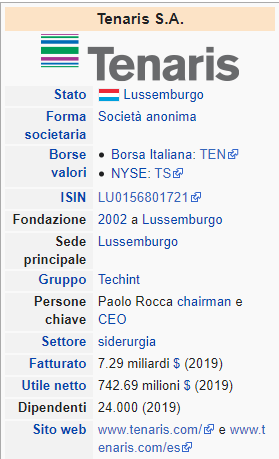 Tenaris S.A.
Tenaris
Stato Lussemburgo
Forma societaria Società anonima
Borse valori • Borsa Italiana: TEN
• NYSE: TS
ISIN LU0156801721
Fondazione 2002 a Lussemburgo
Sede principale Lussemburgo
Gruppo Techint
Persone chiave Paolo Rocca chairman e
CEO
Settore siderurgia
Fatturato 7.29 miliardi $ (2019)
Utile netto 742.69 milioni $ (2019)
Dipendenti 24.000 (2019)
Sito web www.tenaris.com/ e www.t
enaris.com/es